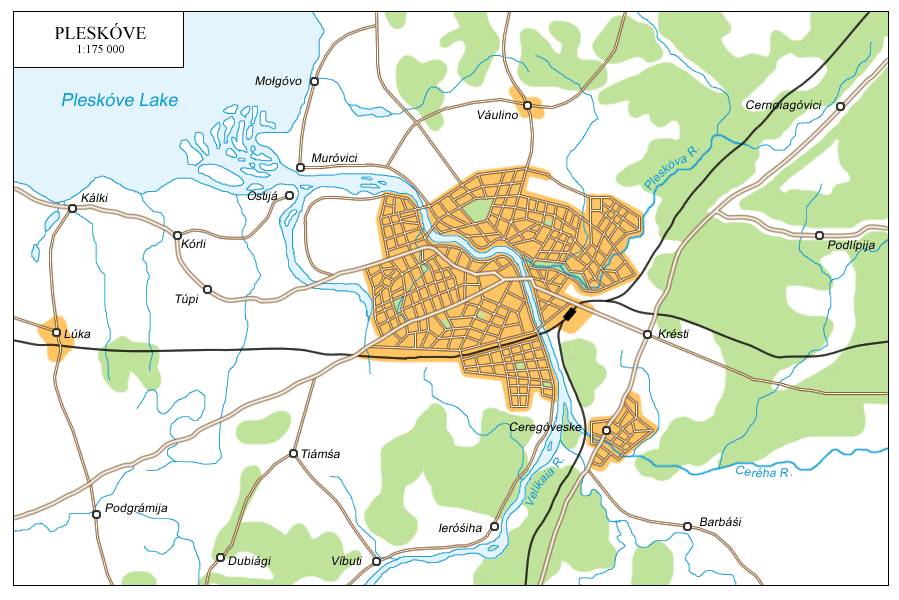 PLESKÓVE
1:175 000
Mołgóvo
Pleskóve Lake
Cernolagóvici
Váulino
Muróvici
Pleskóva R.
Ostijá
Kálki
Kórli
Podlípija
Túpi
Lúka
Krésti
Ceregóveske
Tiámśa
Velikaia R.
Ceréha R.
Podgrámija
Barbáśi
Ieróśiha
Dubiági
Víbuti